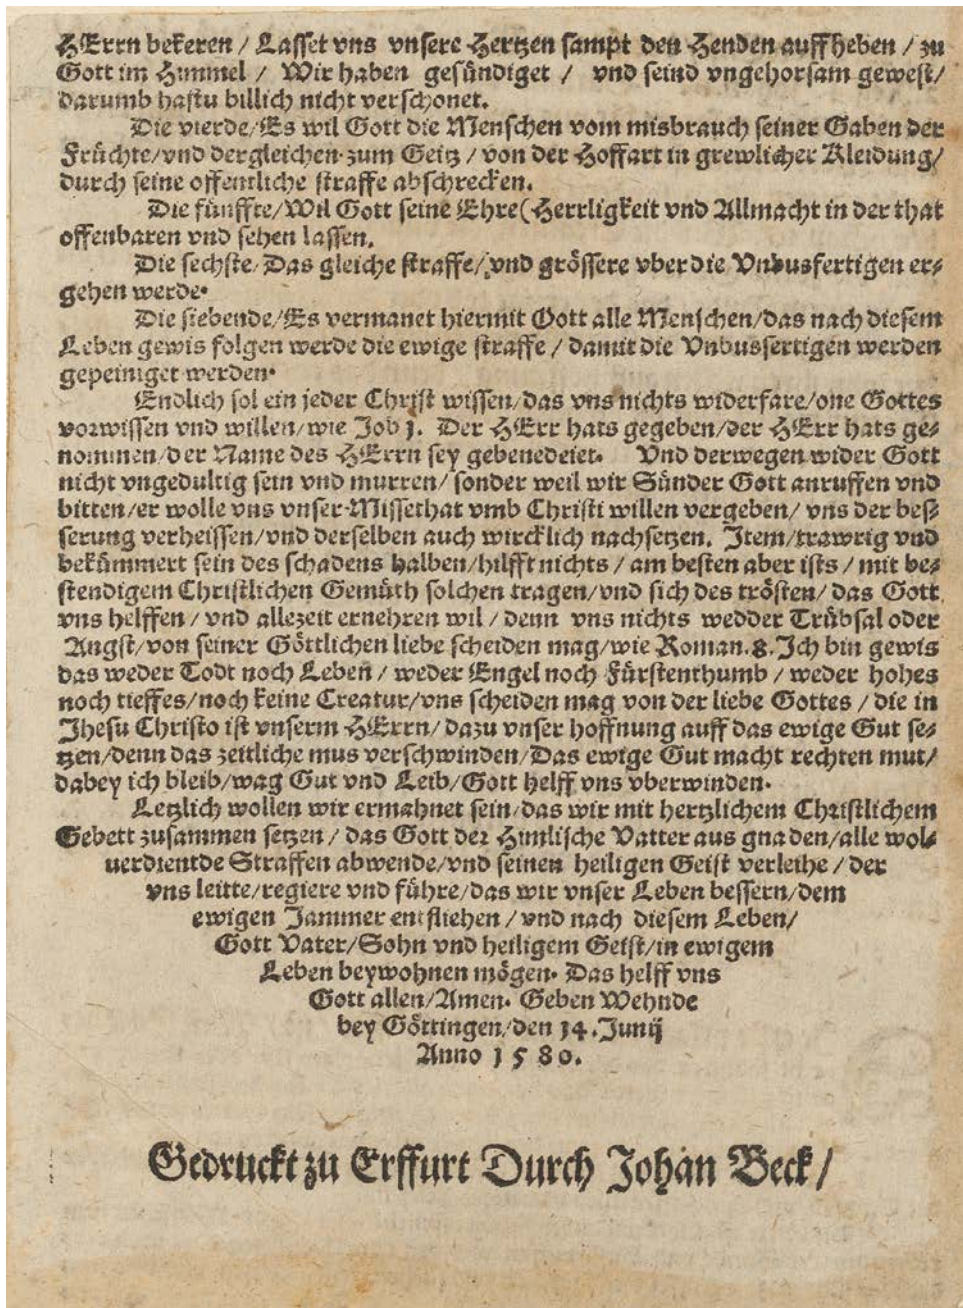 HErrn bekeren / Lasset vns vnsere Hertzen sampt den Henden auffheben / zu
Gott im Himmel / Wir haben gesündiget / vnd seind vngehorsam gewest/
darumb hastu billich nicht verschonet.
Die vierde/Es wil Gott die Menschen vom misbrauch seiner Gaben der
Früchte/vnd dergleichen zum Geitz / von der Hoffart in grewlicher Kleidung/
durch seine offentliche straffe abschrecken.
Die fünffte/Wil Gott seine Ehre(Herrligkeit vnd Allmacht in der that
offenbaren vnd sehen lassen.
Die sechste/Das gleiche straffe/vnd grössere vber die Vnbusfertigen er-
gehen werde.
Die siebende/Es vermanet hiermit Gott alle Menschen/das nach diesem
Leben gewis folgen werde die ewige straffe / damit die Vnbussertigen werden
gepeiniget werden.
Endlich sol ein jeder Christ wissen/das vns nichts widerfare/one Gottes
vorwissen vnd willen/wie Job 1. Der HErr hats gegeben/der HErr hats ge-
nommen/der Name des HErrn sey gebenedeiet. Vnd derwegen wider Gott
nicht vngedultig sein vnd murren/ sonder weil wir Sünder Gott anruffen vnd
bitten/er wolle vns vnser Missethat vmb Christi willen vergeben/ vns der beß-
serung verheissen/vnd derselben auch wircklich nachsetzen. Item/trawrig vnd
bekümmert sein des schadens halben/hilfft nichts / am besten aber ists / mit be-
stendigem Christlichen Gemüth solchen tragen/vnd sich des trösten/ das Gott
vns helffen / vnd allezeit ernehren wil / denn vns nichts wedder Trübsal oder
Angst/von seiner Göttlichen liebe scheiden mag/wie Roman.8.Ich bin gewis
das weder Todt noch Leben / weder Engel noch Fürstenthumb / weder hohes
noch tieffes/noch keine Creatur/vns scheiden mag von der liebe Gottes / die in
Jhesu Christo ist vnserm HErrn/ dazu vnser hoffnung auff das ewige Gut se-
tzen/denn das zeitliche mus verschwinden/Das ewige Gut macht rechten mut/
dabey ich bleib/wag Gut vnd Leib/Gott helff vns vberwinden.
Letzlich wollen wir ermahnet sein/das wir mit hertzlichem Christlichem
Gebett zusammen setzen / das Gott der Himlische Vatter aus gnaden/alle wol-
uerdientde Straffen abwende/vnd seinen heiligen Geist verleihe / der
vns leitte/regiere vnd führe/das wir vnser Leben bessern/dem
ewigen Jammer entfliehen / vnd nach diesem Leben/
Gott Vater/Sohn vnd heiligem Geist/in ewigem
Leben beywohnen mögen. Das helff vns
Gott allen/Amen. Geben Wehnde
bey Göttingen/den 14.Junij
Anno 1580.
Gedruckt zu Erffurt Durch Johan Beck/